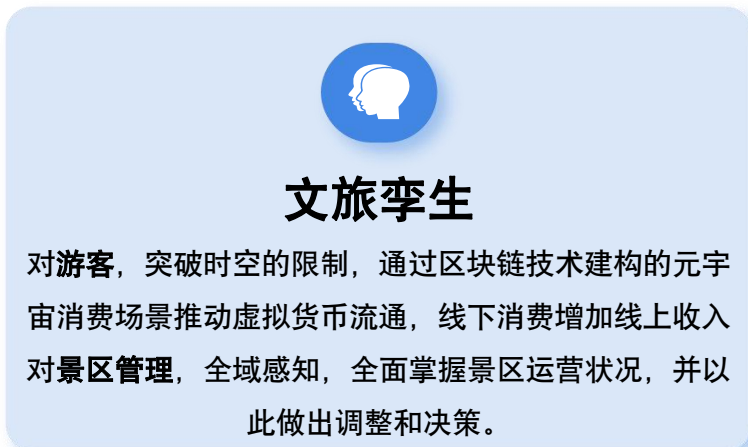 文旅孪生
对游客，突破时空的限制，通过区块链技术建构的元宇
宙消费场景推动虚拟货币流通，线下消费增加线上收入
对景区管理，全域感知，全面掌握景区运营状况，并以
此做出调整和决策。